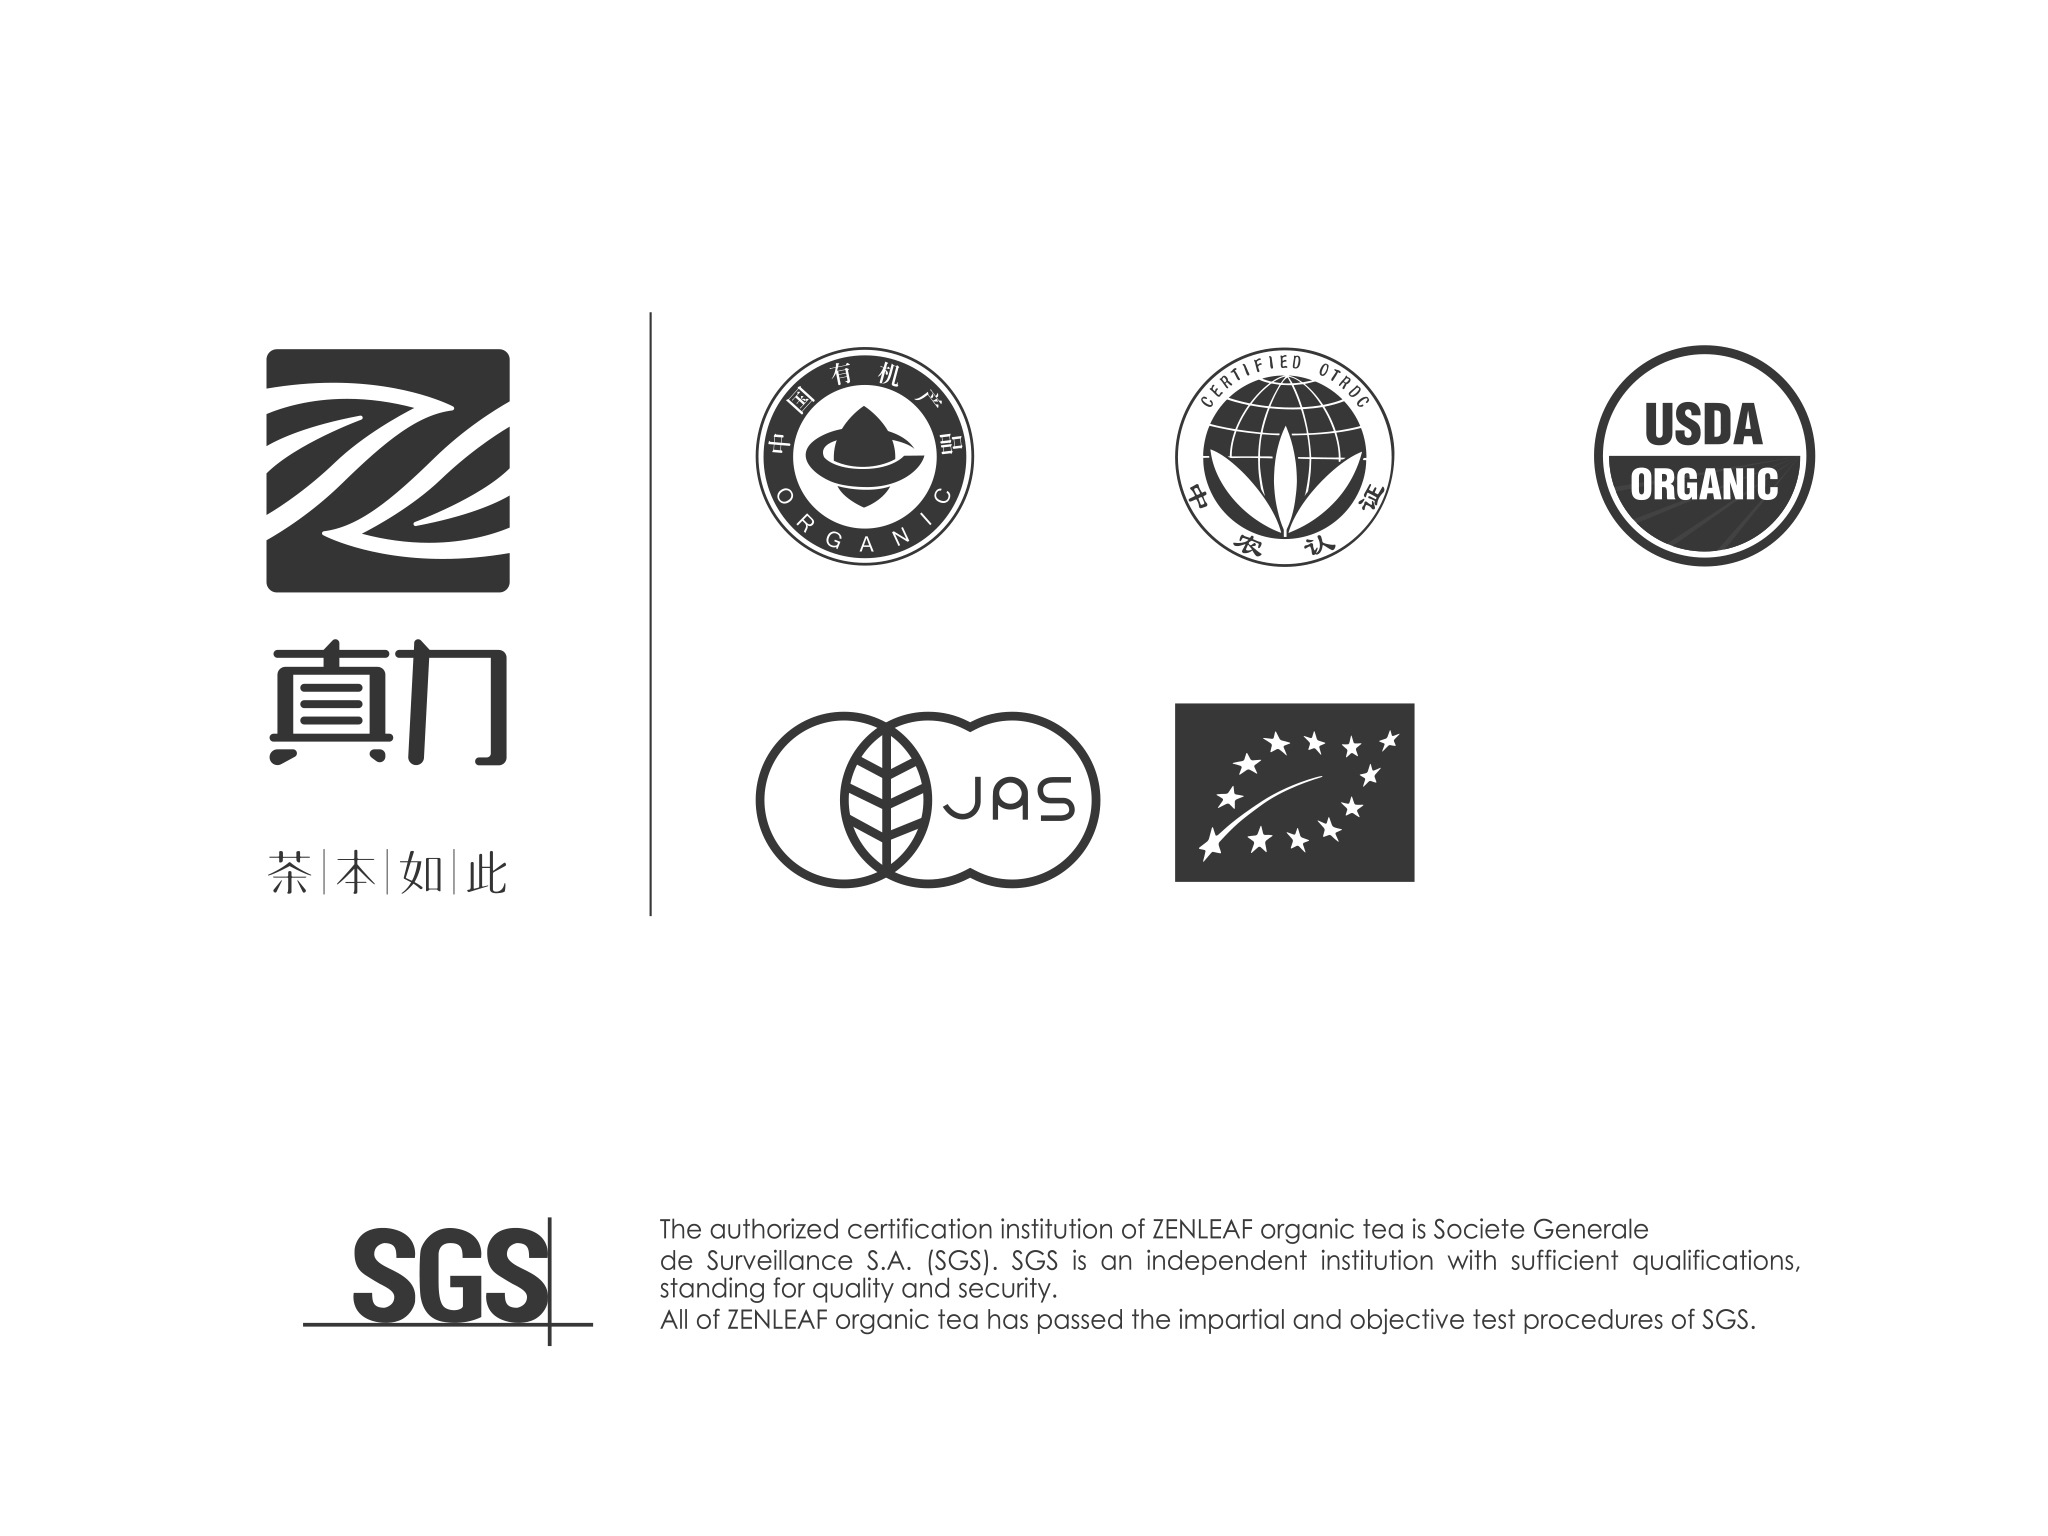 真力
茶本如此
中国有机产品
ORGANIC
CERTIFIED OTRDC
中农认证
USDA
ORGANIC
JAS
SGS
The authorized certification institution of ZENLEAF organic tea is Societe Generale
de Surveillance S.A. (SGS). SGS is an independent institution with sufficient qualifications,
standing for quality and security.
All of ZENLEAF organic tea has passed the impartial and objective test procedures of SGS.